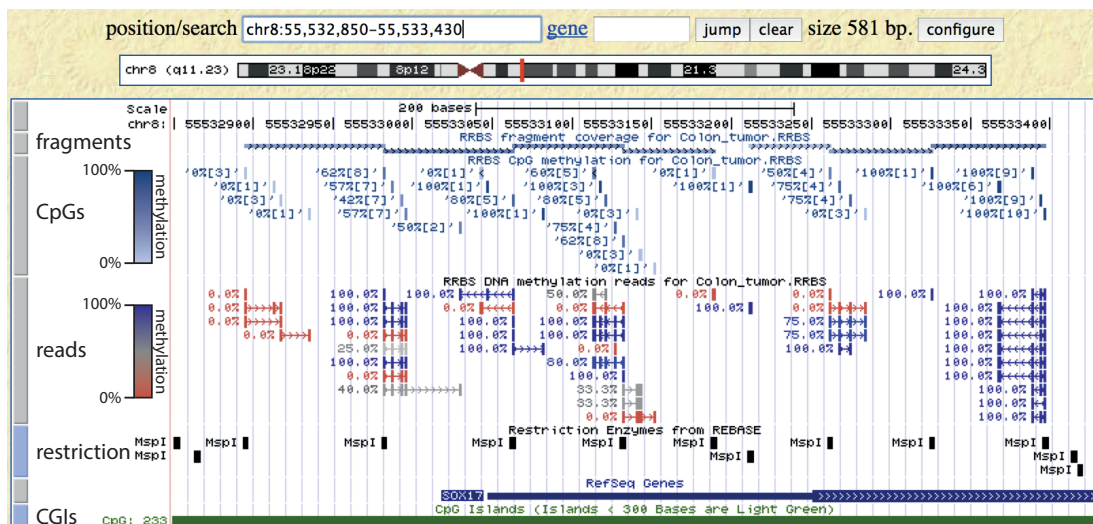 position/search chr8:55,532,850-55,533,430 gene jump clear size 581 bp. configure
chr8 (q11.23) 23.1 8p22 8p12 21.3 24.3
Scale 200 bases
chr8: 55532900 55532950 55533000 55533050 55533100 55533150 55533200 55533250 55533300 55533350 55533400
fragments RRBS fragment coverage for Colon_tumor.RRBS
RRBS CpG methylation for Colon_tumor.RRBS
100% '0%[3]' '62%[8]' '0%[1]' '60%[5]' '0%[1]' '50%[4]' '100%[1]' '100%[9]'
'0%[1]' '57%[7]' '100%[1]' '100%[3]' '100%[1]' '75%[4]' '100%[6]'
CpGs methylation '0%[3]' '42%[7]' '80%[5]' '80%[5]' '75%[4]' '100%[9]'
'0%[1]' '57%[7]' '100%[1]' '0%[3]' '0%[3]' '100%[10]'
'50%[2]' '75%[4]'
'62%[8]'
0% '0%[3]'
'0%[1]'
RRBS DNA methylation reads for Colon_tumor.RRBS
0.0% 100.0% 100.0% 50.0% 0.0% 0.0% 100.0% 100.0%
100% 0.0% 100.0% 0.0% 0.0% 100.0% 0.0% 100.0%
0.0% 100.0% 100.0% 100.0% 75.0% 100.0%
0.0% 0.0% 100.0% 100.0% 75.0% 100.0%
reads methylation 25.0% 100.0% 0.0% 100.0% 100.0%
100.0% 80.0% 100.0%
0.0% 100.0% 100.0%
0% 40.0% 33.3% 100.0%
33.3% 100.0%
0.0% 100.0%
Restriction Enzymes from REBASE
restriction MspI MspI MspI MspI MspI MspI MspI MspI MspI
MspI MspI MspI
MspI
RefSeq Genes
SOX17
CpG Islands (Islands < 300 Bases are Light Green)
CGIs CpG: 233